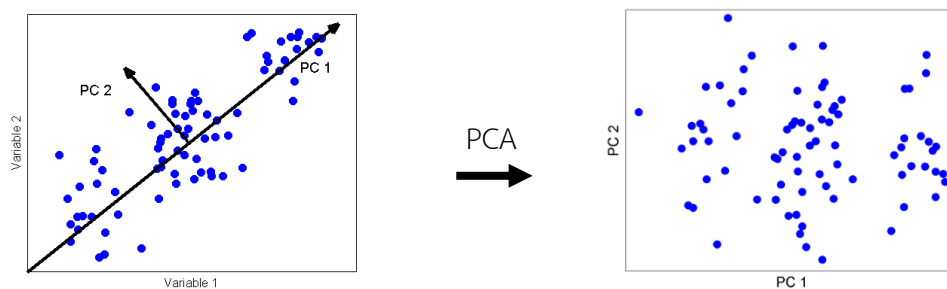 PC 1
PC 2
Variable 2
Variable 1
PCA
PC 2
PC 1